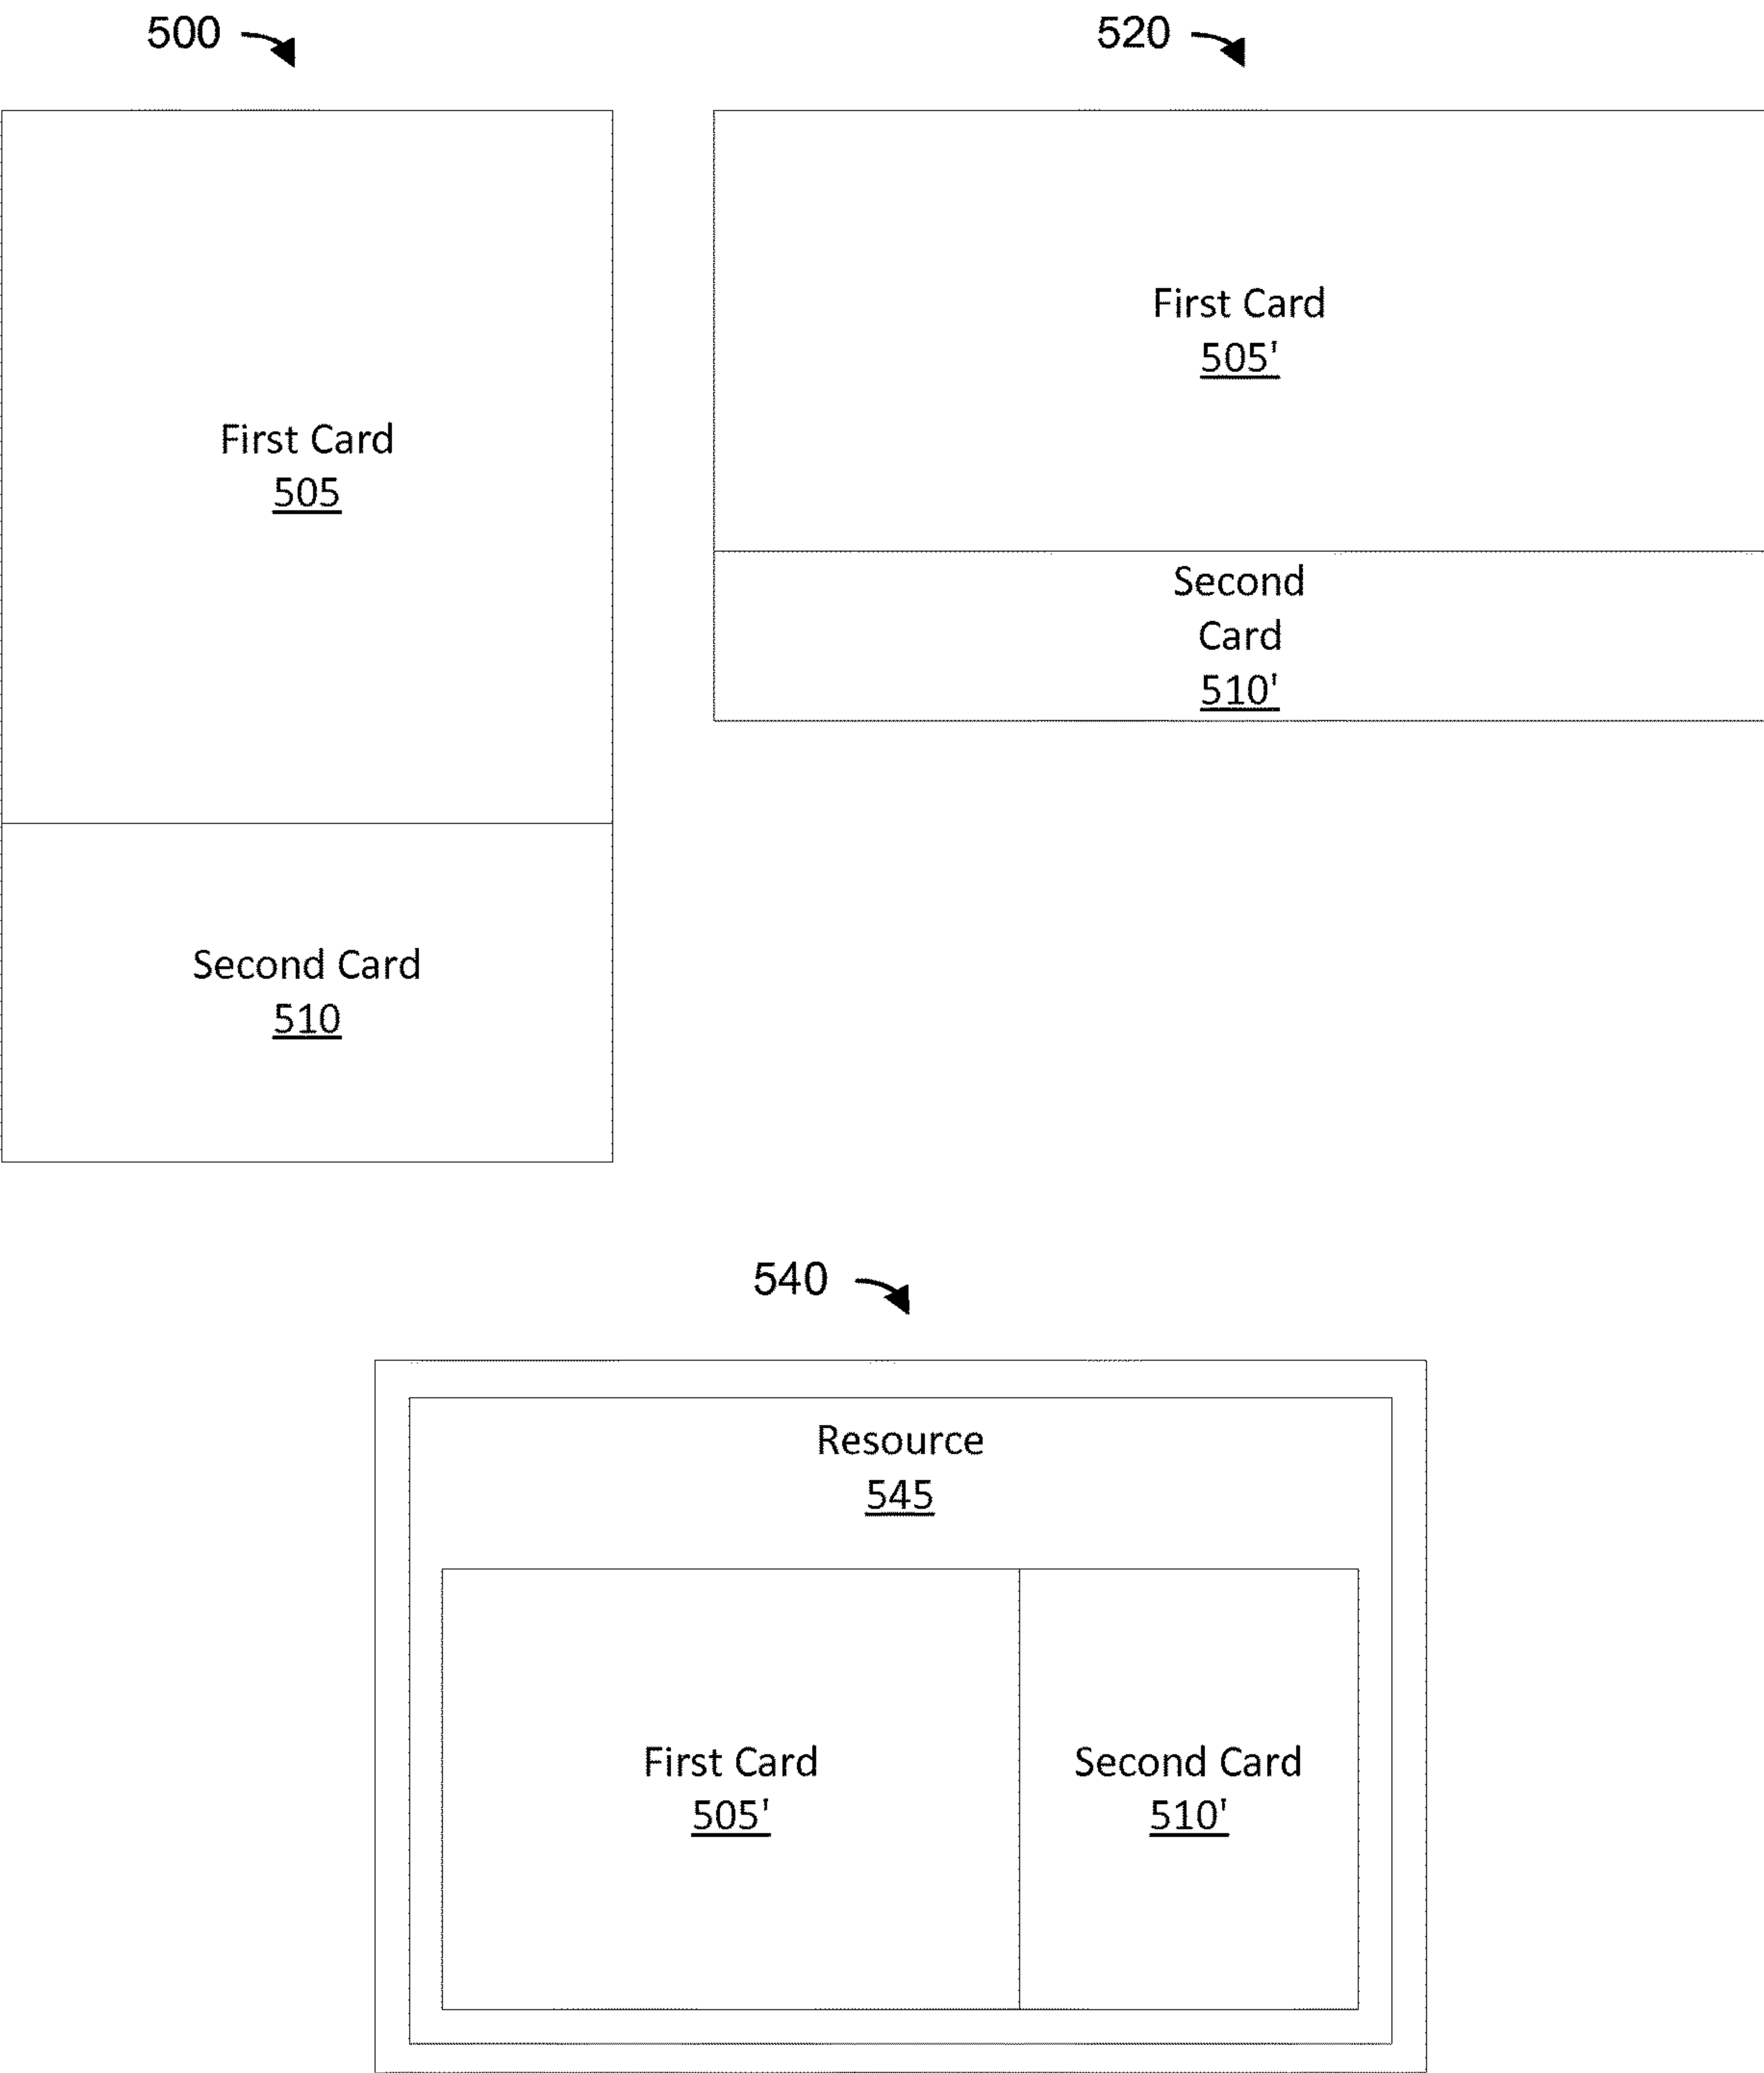 500
First Card
505
Second Card
510
520
First Card
505'
Second
Card
510'
540
Resource
545
First Card
505'
Second Card
510'